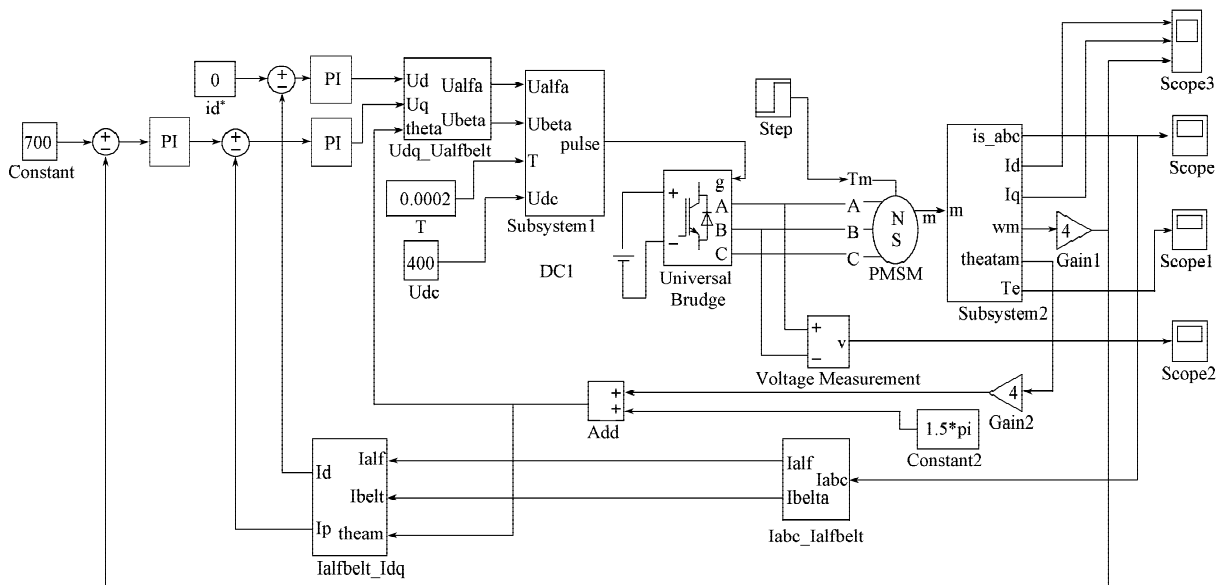 Scope3
0
id*
PI
Ud
Uq
theta
Ualfa
Ubeta
Udq_Ualfbelt
Ualfa
Ubeta
T
Udc
pulse
Subsystem1
Step
700
Constant
PI
PI
0.0002
T
400
Udc
DC1
g
A
B
C
Universal
Brudge
Tm
A
B
C
N
S
m
PMSM
m
is_abc
Id
Iq
wm
theatam
Te
Subsystem2
4
Gain1
Scope
Scope1
v
Voltage Measurement
Scope2
Add
4
Gain2
1.5*pi
Constant2
Id
Ip
Ialf
Ibelt
theam
Ialfbelt_Idq
Ialf
Ibelta
Iabc
Iabc_Ialfbelt